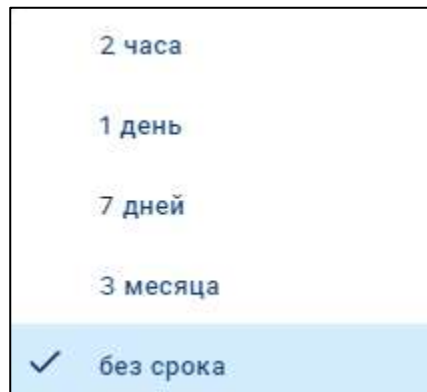 2 часа
1 день
7 дней
3 месяца
без срока